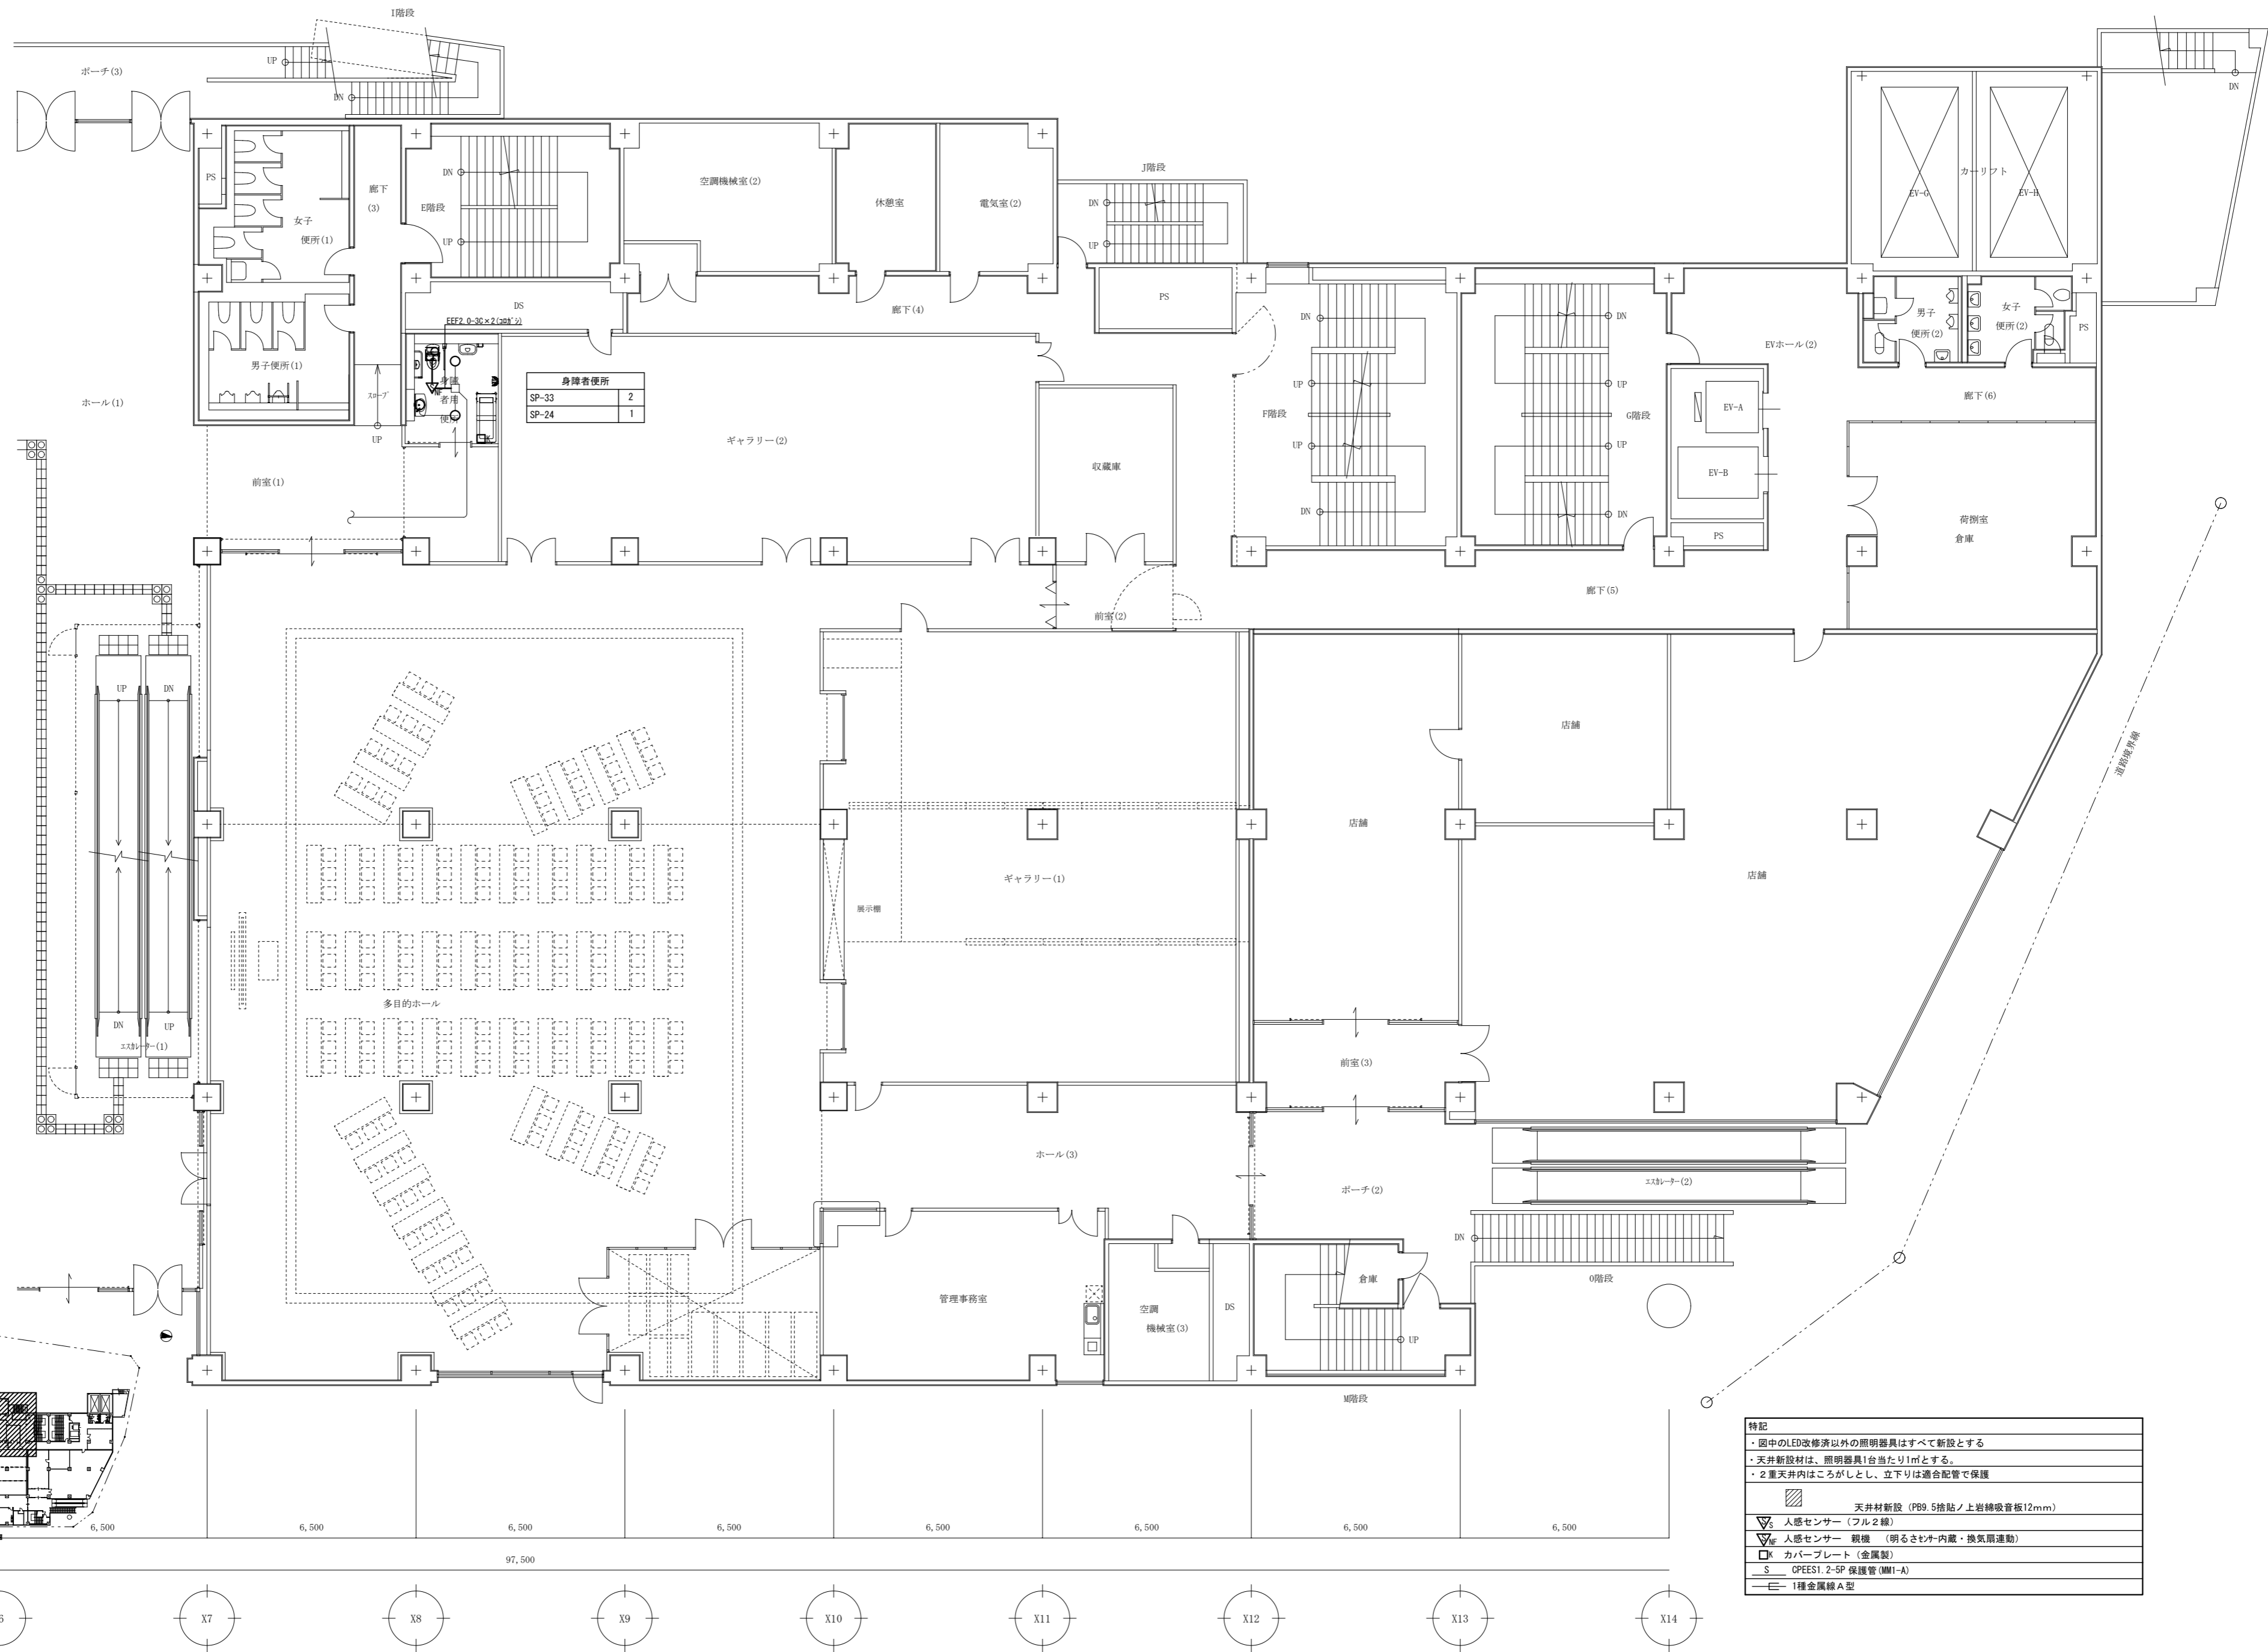 I階段
UP
ポーチ(3)
DN
DN
PS
廊下
(3)
女子
便所(1)
E階段
DN
UP
空調機械室(2)
休憩室
電気室(2)
J階段
DN
UP
カーリフト
EV-G
EV-H
DS
EEF2.0-3C×2(ｺﾛｶﾞｼ)
廊下(4)
PS
DN
DN
EVホール(2)
男子
便所(2)
女子
便所(2)
PS
男子便所(1)
スロープ
UP
身障
者用
便所
NF
K
身障者便所
SP-33 2
SP-24 1
ホール(1)
F階段
UP
UP
DN
G階段
UP
UP
DN
EV-A
EV-B
PS
廊下(6)
ギャラリー(2)
収蔵庫
前室(1)
荷捌室
倉庫
前室(2)
廊下(5)
UP
DN
DN
UP
エスカレーター(1)
店舗
店舗
店舗
道路境界線
ギャラリー(1)
展示棚
多目的ホール
前室(3)
ホール(3)
ポーチ(2)
エスカレーター(2)
DN
O階段
管理事務室
空調
機械室(3)
DS
倉庫
UP
M階段
特記
・図中のLED改修済以外の照明器具はすべて新設とする
・天井新設材は、照明器具1台当たり1㎡とする。
・２重天井内はころがしとし、立下りは適合配管で保護
天井材新設（PB9.5捨貼ノ上岩綿吸音板12mm）
S 人感センサー（フル２線）
NF 人感センサー 親機 （明るさｾﾝｻｰ内蔵・換気扇連動）
K カバープレート（金属製）
S CPEES1.2-5P 保護管(MM1-A)
1種金属線Ａ型
6,500 6,500 6,500 6,500 6,500 6,500 6,500 6,500
97,500
X7 X8 X9 X10 X11 X12 X13 X14